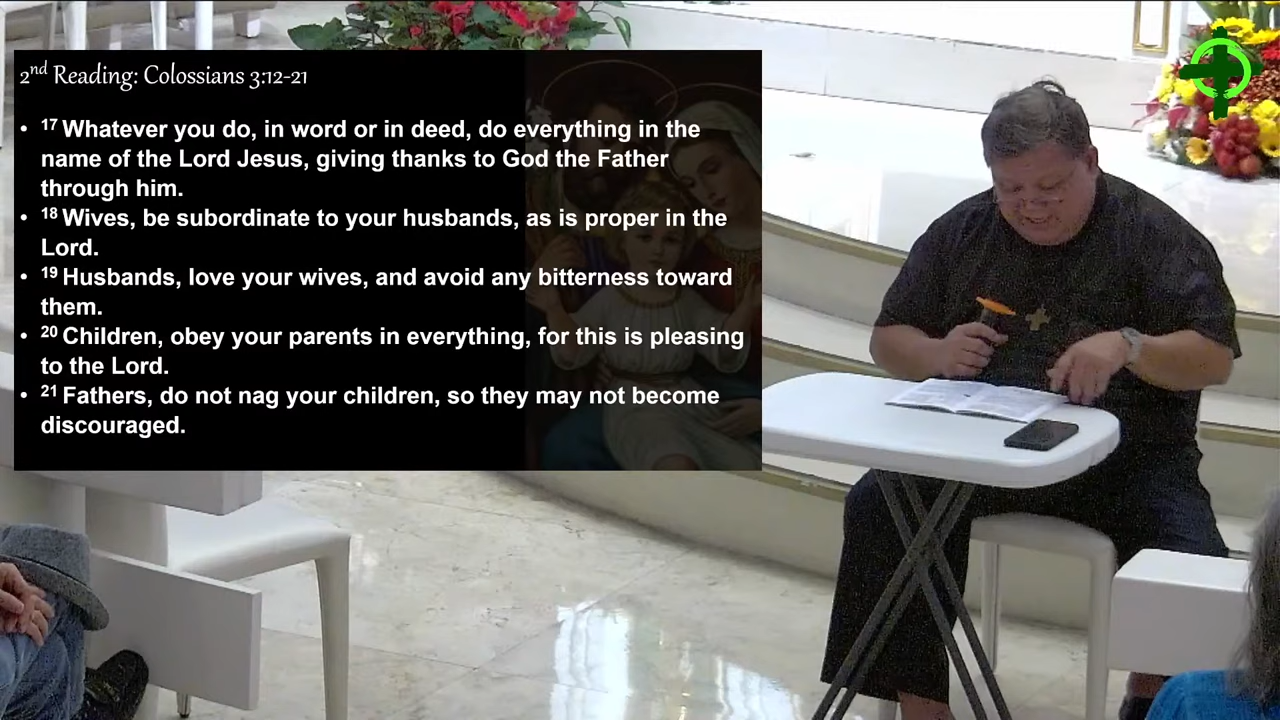 2nd Reading: Colossians 3:12-21
• 17 Whatever you do, in word or in deed, do everything in the
name of the Lord Jesus, giving thanks to God the Father
through him.
• 18 Wives, be subordinate to your husbands, as is proper in the
Lord.
• 19 Husbands, love your wives, and avoid any bitterness toward
them.
• 20 Children, obey your parents in everything, for this is pleasing
to the Lord.
• 21 Fathers, do not nag your children, so they may not become
discouraged.